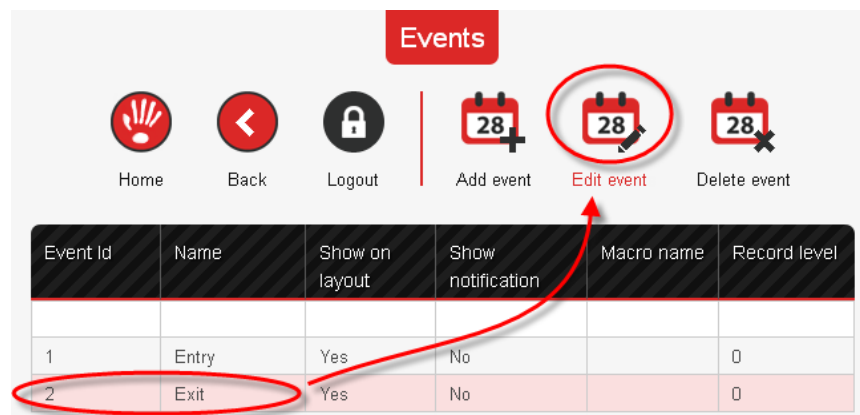 Events
28 28 28
Home Back Logout Add event Edit event Delete event
Event Id Name Show on layout Show notification Macro name Record level
1 Entry Yes No 0
2 Exit Yes No 0